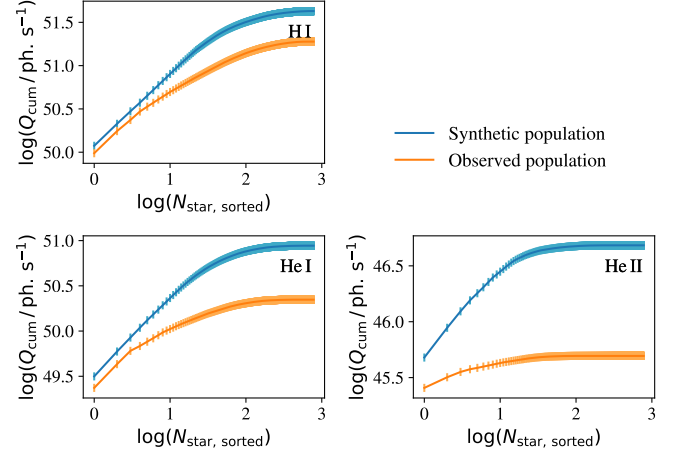 51.5
51.0
50.5
50.0
log(Q_cum / ph. s⁻¹)
H I
0 1 2 3
log(N_star, sorted)
Synthetic population
Observed population
51.0
50.5
50.0
49.5
log(Q_cum / ph. s⁻¹)
He I
0 1 2 3
log(N_star, sorted)
46.5
46.0
45.5
log(Q_cum / ph. s⁻¹)
He II
0 1 2 3
log(N_star, sorted)